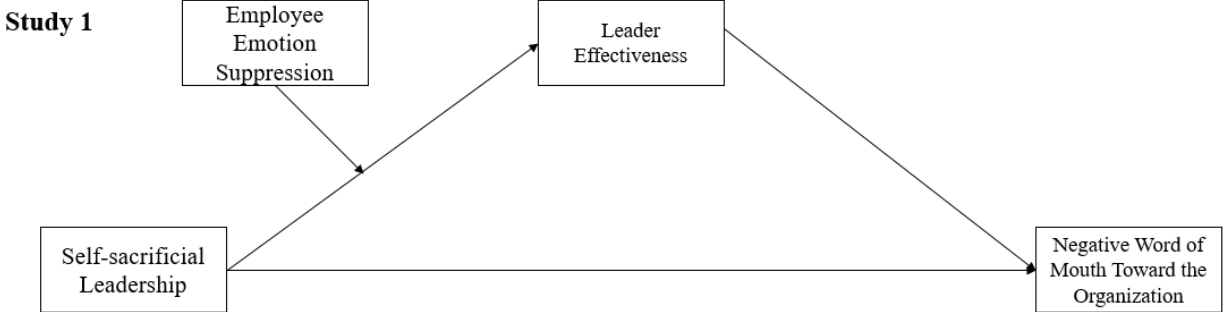 Study 1
Employee
Emotion
Suppression
Leader
Effectiveness
Self-sacrificial
Leadership
Negative Word of
Mouth Toward the
Organization